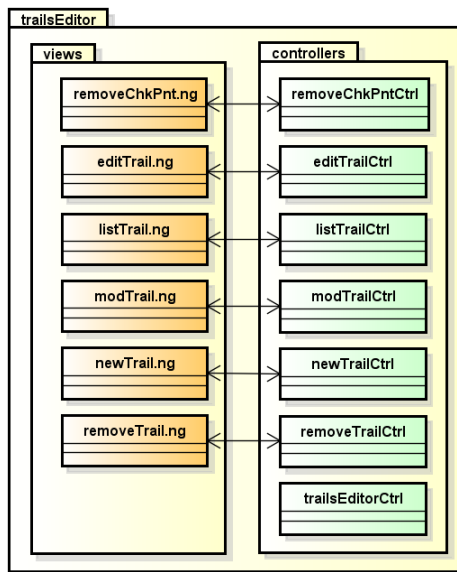 trailsEditor
views
controllers
removeChkPnt.ng
removeChkPntCtrl
editTrail.ng
editTrailCtrl
listTrail.ng
listTrailCtrl
modTrail.ng
modTrailCtrl
newTrail.ng
newTrailCtrl
removeTrail.ng
removeTrailCtrl
trailsEditorCtrl